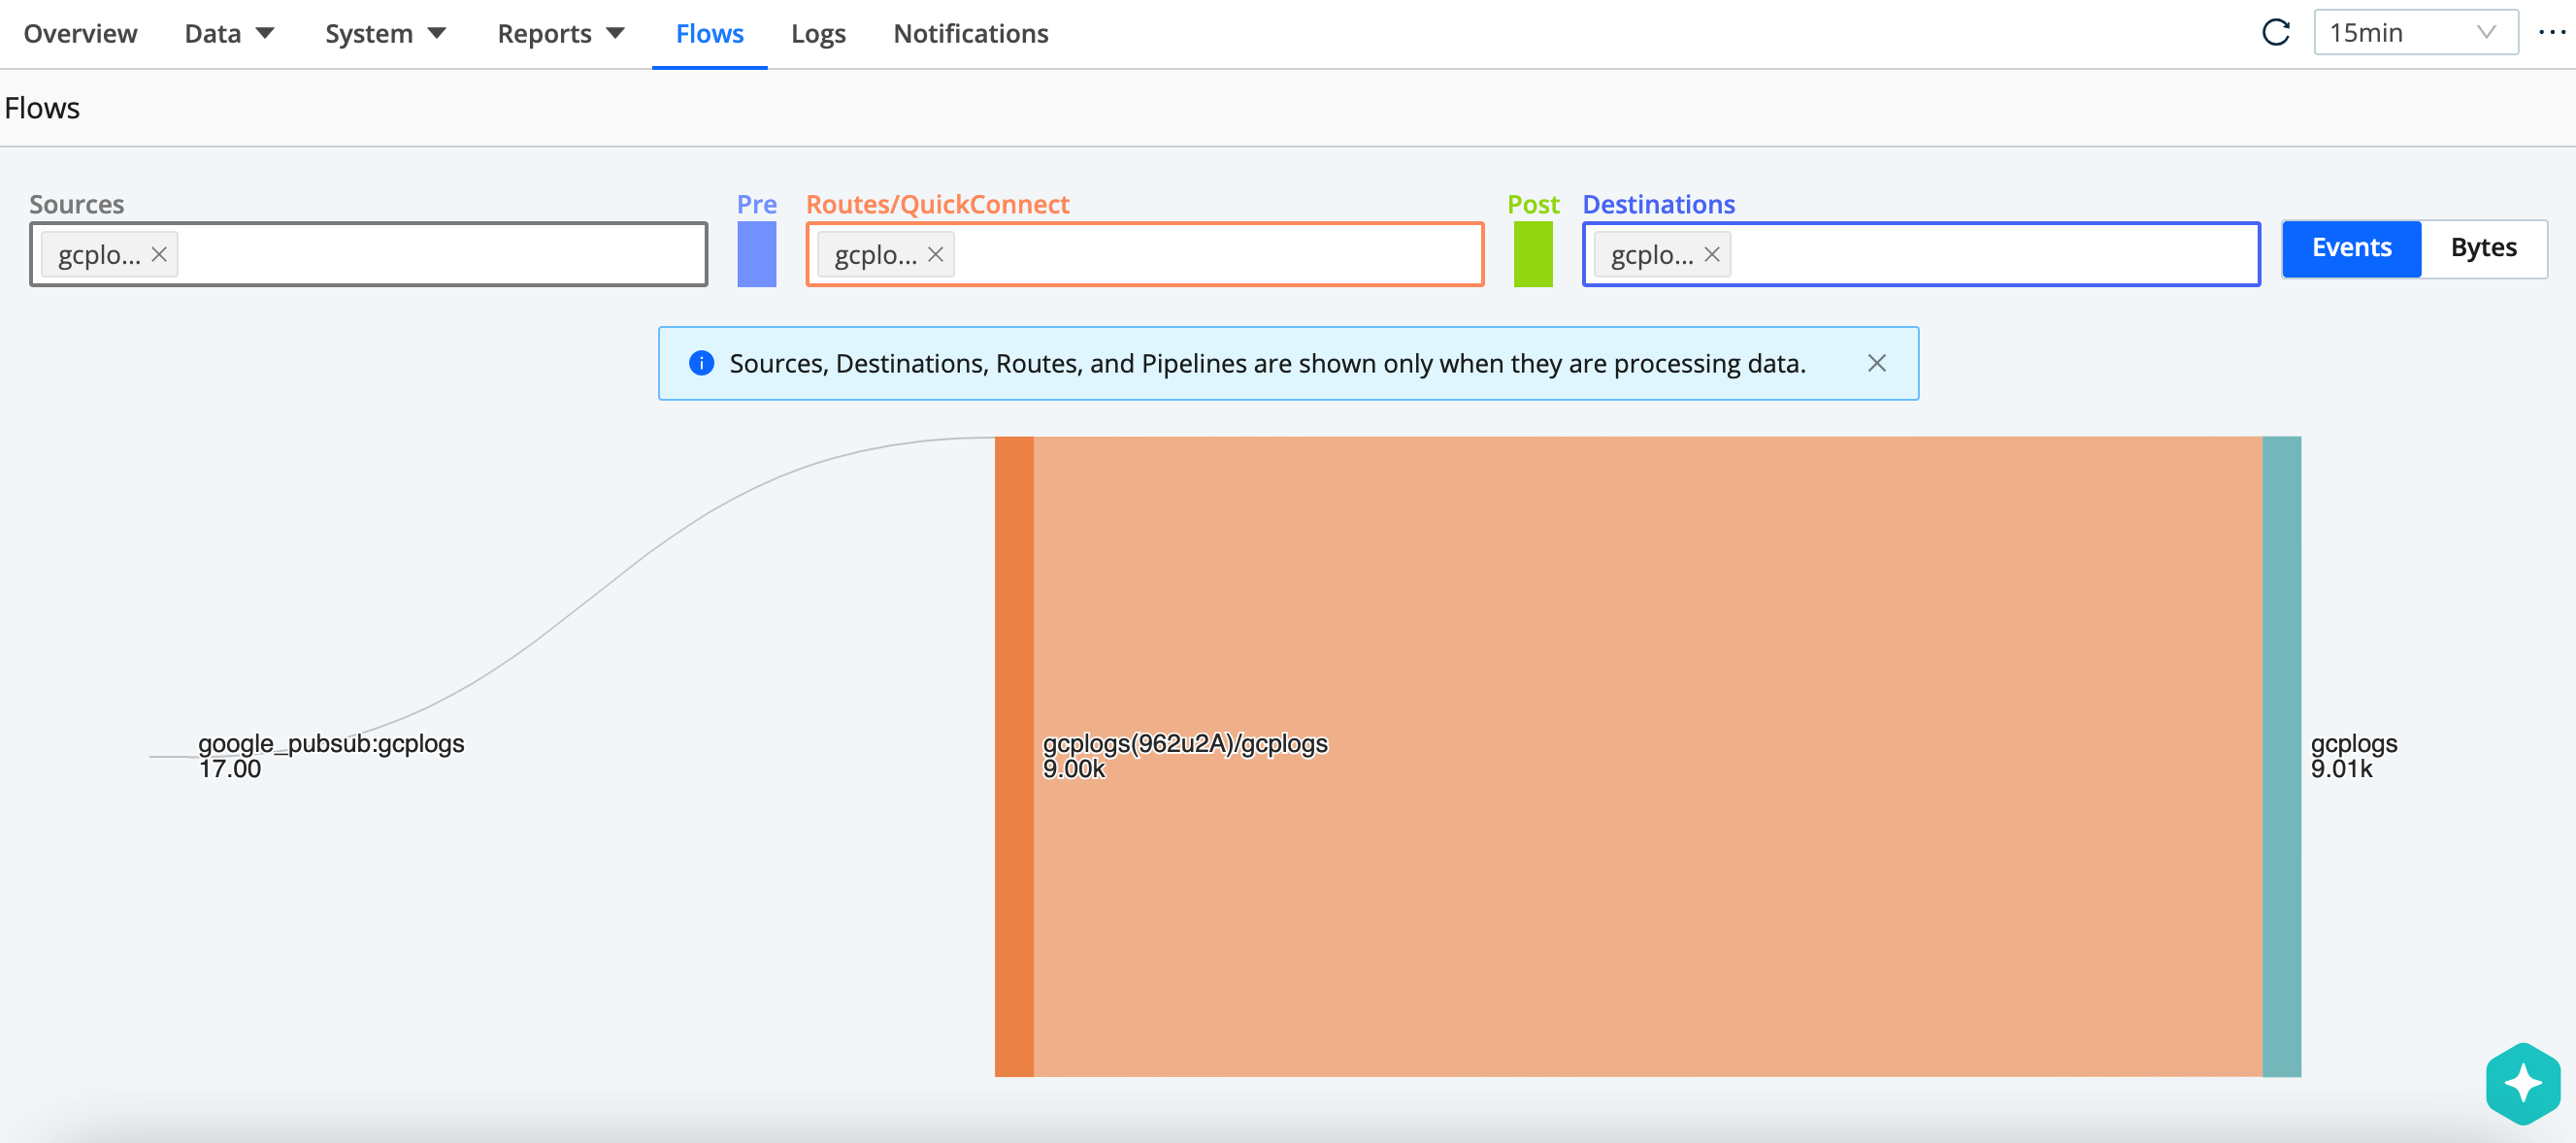 Overview Data System Reports Flows Logs Notifications 15min
Flows
Sources Pre Routes/QuickConnect Post Destinations
gcplo... gcplo... gcplo... Events Bytes
Sources, Destinations, Routes, and Pipelines are shown only when they are processing data.
google_pubsub:gcplogs
17.00
gcplogs(962u2A)/gcplogs
9.00k
gcplogs
9.01k